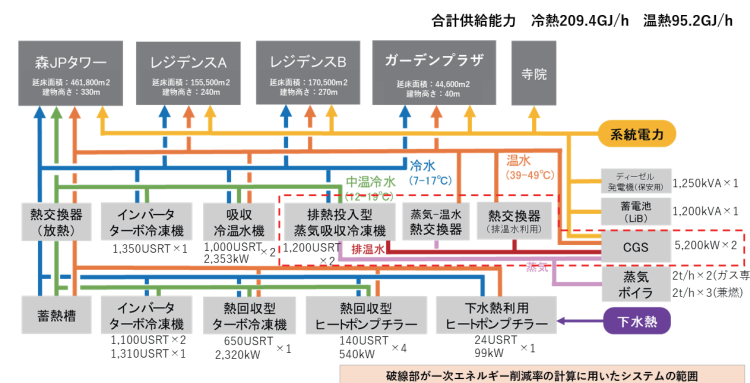 合計供給能力　冷熱209.4GJ/h　温熱95.2GJ/h
森JPタワー
延床面積：461,800m2
建物高さ：330m
レジデンスA
延床面積：155,500m2
建物高さ：240m
レジデンスB
延床面積：170,500m2
建物高さ：270m
ガーデンプラザ
延床面積：44,600m2
建物高さ：40m
寺院
系統電力
冷水
(7-17℃)
温水
(39-49℃)
中温冷水
(12-19℃)
ディーゼル
発電機(保安用)
1,250kVA×1
蓄電池
(LiB)
1,200kVA×1
熱交換器
(放熱)
インバータ
ターボ冷凍機
1,350USRT×1
吸収
冷温水機
1,000USRT
2,353kW
×2
排熱投入型
蒸気吸収冷凍機
1,200USRT
×2
蒸気-温水
熱交換器
熱交換器
(排温水利用)
排温水
CGS
5,200kW×2
蒸気
蒸気
ボイラ
2t/h×2(ガス専
2t/h×3(兼燃)
蓄熱槽
インバータ
ターボ冷凍機
1,100USRT×2
1,310USRT×1
熱回収型
ターボ冷凍機
650USRT
2,320kW
×1
熱回収型
ヒートポンプチラー
140USRT
540kW
×4
下水熱利用
ヒートポンプチラー
24USRT
99kW
×1
下水熱
破線部が一次エネルギー削減率の計算に用いたシステムの範囲